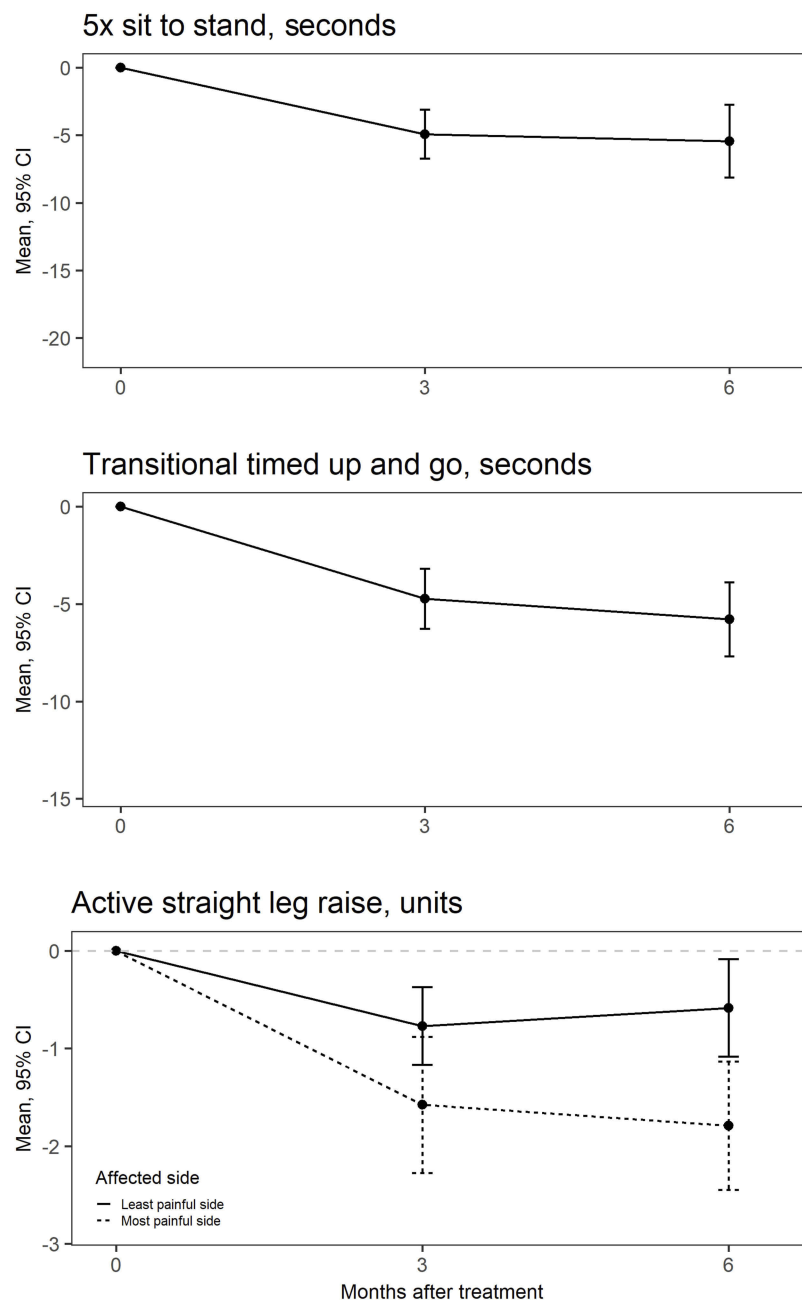 5x sit to stand, seconds
Mean, 95% CI
0
-5
-10
-15
-20
0 3 6
Transitional timed up and go, seconds
Mean, 95% CI
0
-5
-10
-15
0 3 6
Active straight leg raise, units
Mean, 95% CI
0
-1
-2
-3
Affected side
Least painful side
Most painful side
0 3 6
Months after treatment